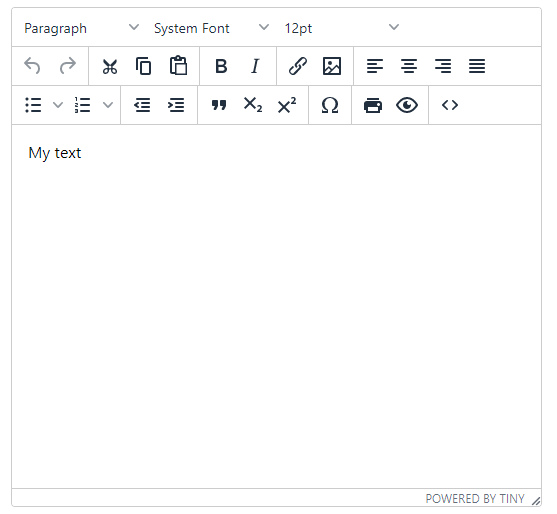 Paragraph System Font 12pt
My text
POWERED BY TINY